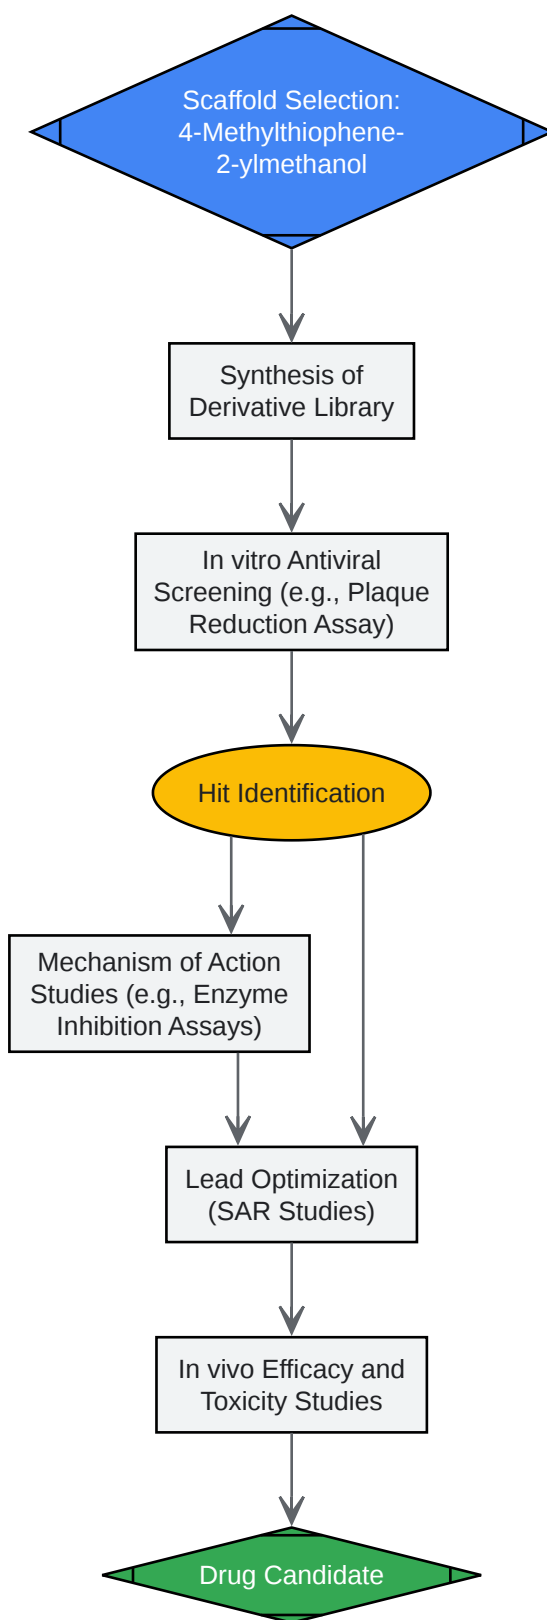 Scaffold Selection:
4-Methylthiophene-
2-ylmethanol
Synthesis of
Derivative Library
In vitro Antiviral
Screening (e.g., Plaque
Reduction Assay)
Hit Identification
Mechanism of Action
Studies (e.g., Enzyme
Inhibition Assays)
Lead Optimization
(SAR Studies)
In vivo Efficacy and
Toxicity Studies
Drug Candidate